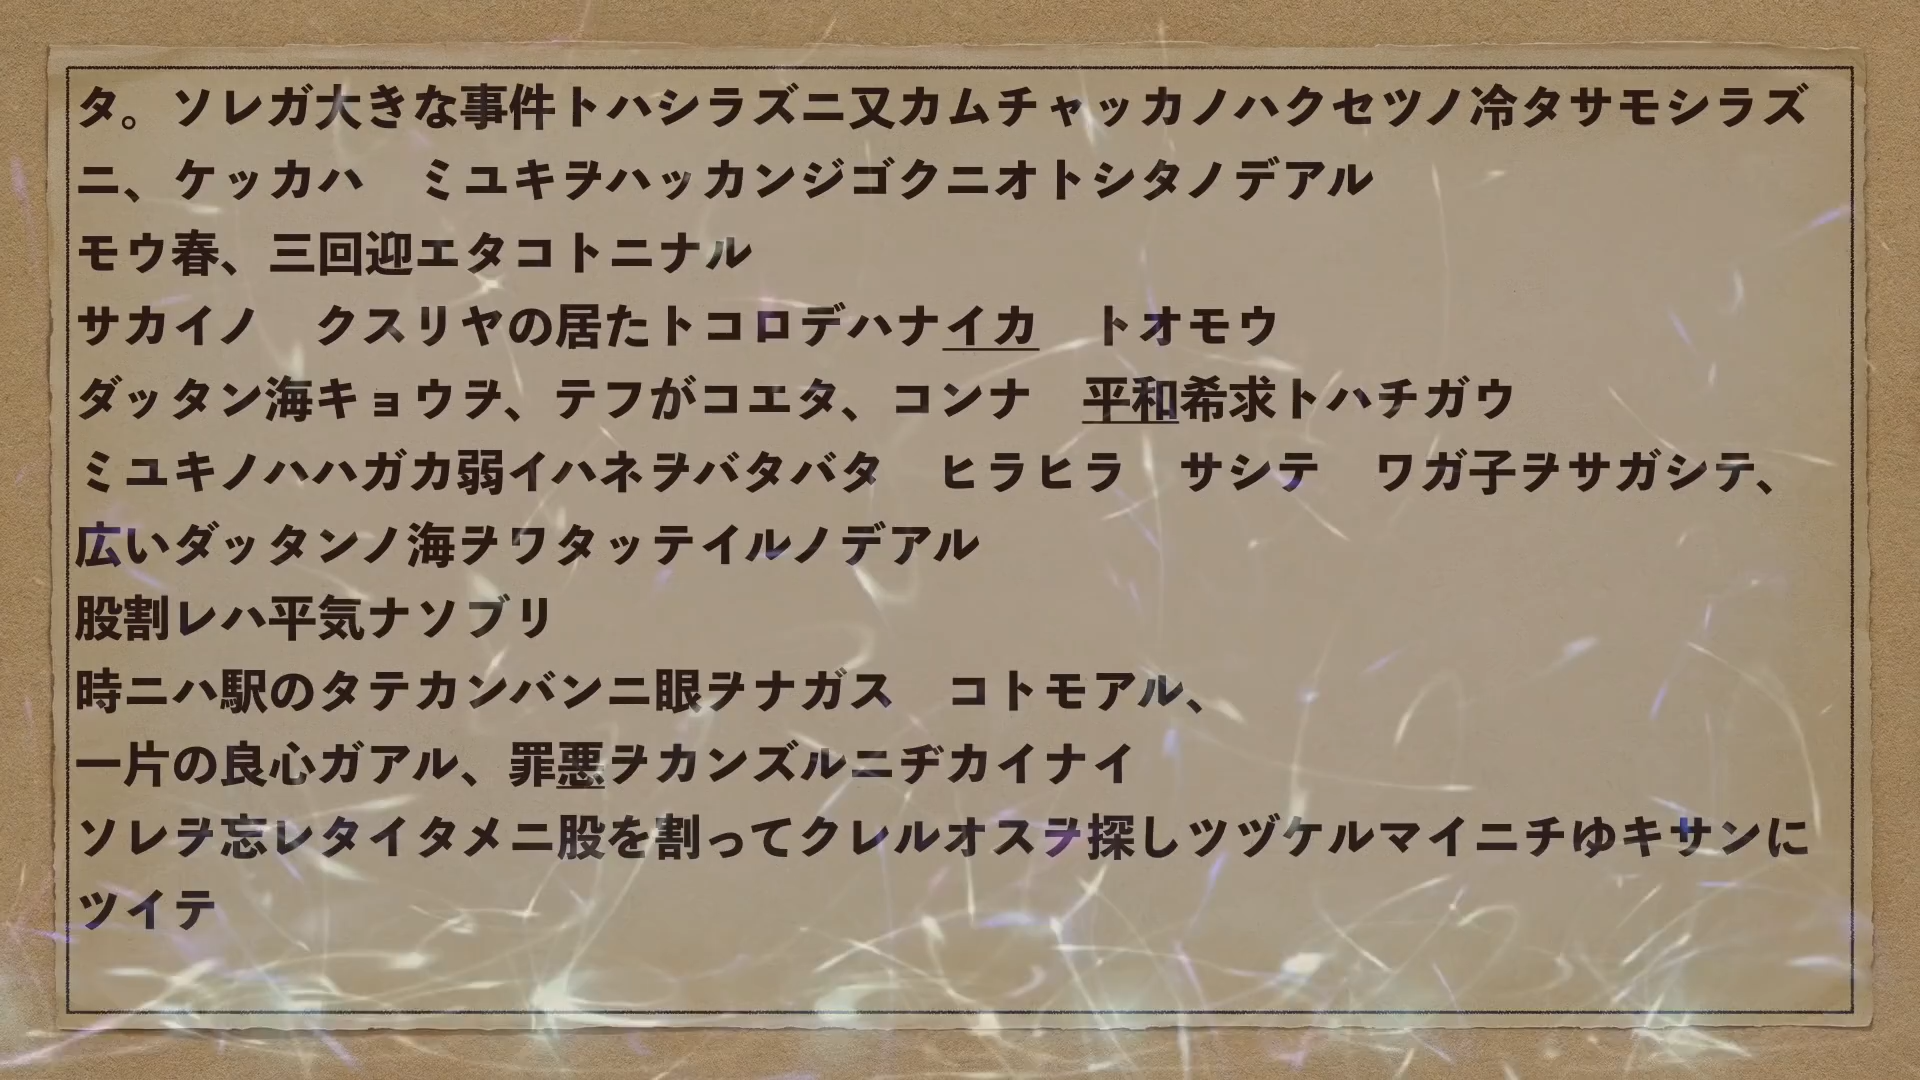 タ。ソレガ大きな事件トハシラズニ又カムチャッカノハクセツノ冷タサモシラズ
ニ、ケッカハ　ミユキヲハッカンジゴクニオトシタノデアル
モウ春、三回迎エタコトニナル
サカイノ　クスリヤの居たトコロデハナイカ　トオモウ
ダッタン海キョウヲ、テフがコエタ、コンナ　平和希求トハチガウ
ミユキノハハガカ弱イハネヲバタバタ　ヒラヒラ　サシテ　ワガ子ヲサガシテ、
広いダッタンノ海ヲワタッテイルノデアル
股割レハ平気ナソブリ
時ニハ駅のタテカンバンニ眼ヲナガス　コトモアル、
一片の良心ガアル、罪悪ヲカンズルニヂカイナイ
ソレヲ忘レタイタメニ股を割ってクレルオスヲ探しツヅケルマイニチゆキサンに
ツイテ